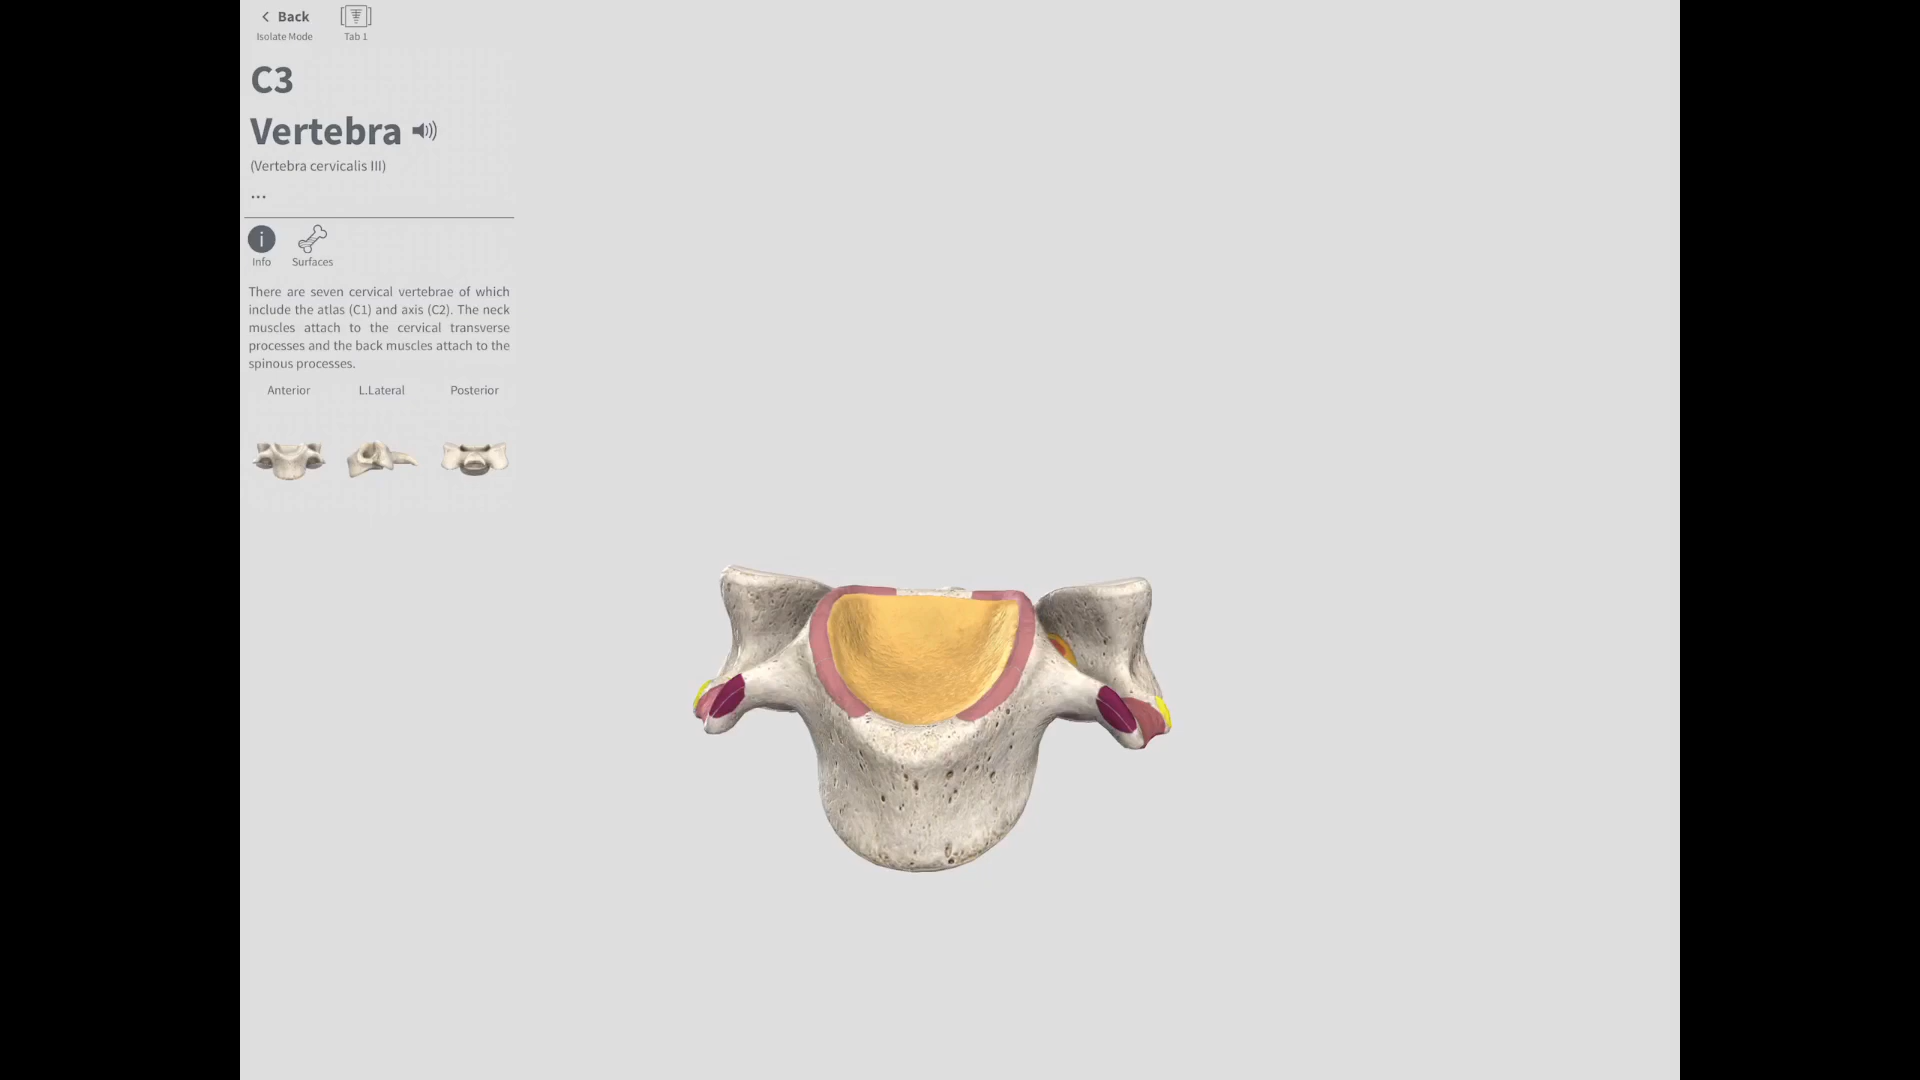 Back
Isolate Mode
Tab 1
C3
Vertebra
(Vertebra cervicalis III)
...
i
Info
Surfaces
There are seven cervical vertebrae of which
include the atlas (C1) and axis (C2). The neck
muscles attach to the cervical transverse
processes and the back muscles attach to the
spinous processes.
Anterior
L.Lateral
Posterior